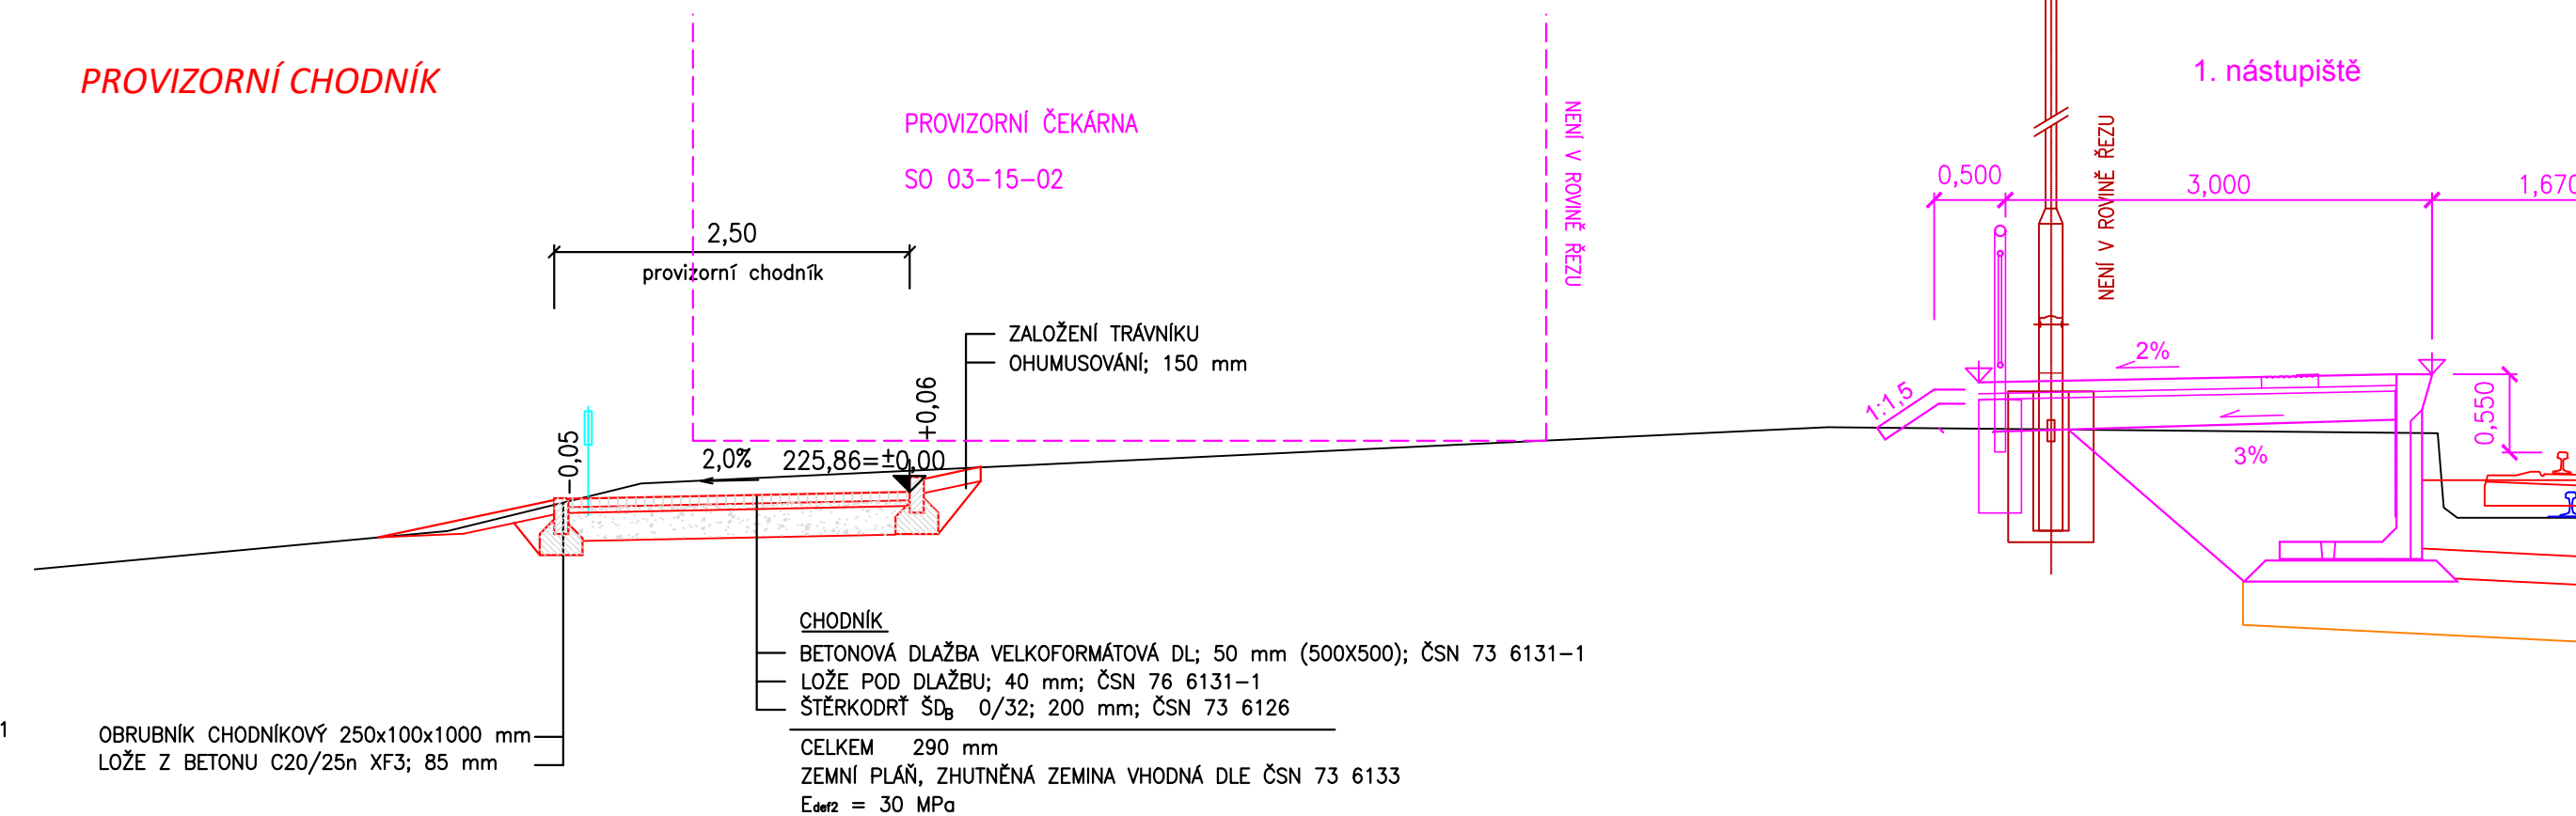 PROVIZORNÍ CHODNÍK
1. nástupiště
PROVIZORNÍ ČEKÁRNA
SO 03-15-02
NENÍ V ROVINĚ ŘEZU
NENÍ V ROVINĚ ŘEZU
0,500
3,000
1,670
2,50
provizorní chodník
ZALOŽENÍ TRÁVNÍKU
OHUMUSOVÁNÍ; 150 mm
2%
1:1,5
0,550
3%
+0,06
-0,05
2,0%
225,86=±0,00
CHODNÍK
BETONOVÁ DLAŽBA VELKOFORMÁTOVÁ DL; 50 mm (500X500); ČSN 73 6131-1
LOŽE POD DLAŽBU; 40 mm; ČSN 76 6131-1
ŠTĚRKODRŤ ŠDB 0/32; 200 mm; ČSN 73 6126
1
OBRUBNÍK CHODNÍKOVÝ 250x100x1000 mm
LOŽE Z BETONU C20/25n XF3; 85 mm
CELKEM 290 mm
ZEMNÍ PLÁŇ, ZHUTNĚNÁ ZEMINA VHODNÁ DLE ČSN 73 6133
Edef2 = 30 MPa